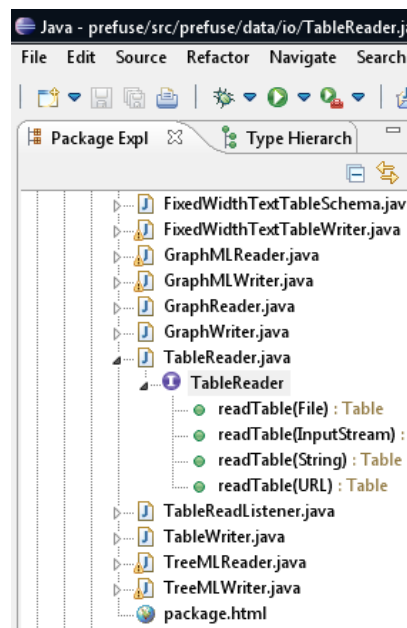 Java - prefuse/src/prefuse/data/io/TableReader.ja
File Edit Source Refactor Navigate Search
Package Expl Type Hierarch
FixedWidthTextTableSchema.jav
FixedWidthTextTableWriter.java
GraphMLReader.java
GraphMLWriter.java
GraphReader.java
GraphWriter.java
TableReader.java
TableReader
readTable(File) : Table
readTable(InputStream) :
readTable(String) : Table
readTable(URL) : Table
TableReadListener.java
TableWriter.java
TreeMLReader.java
TreeMLWriter.java
package.html